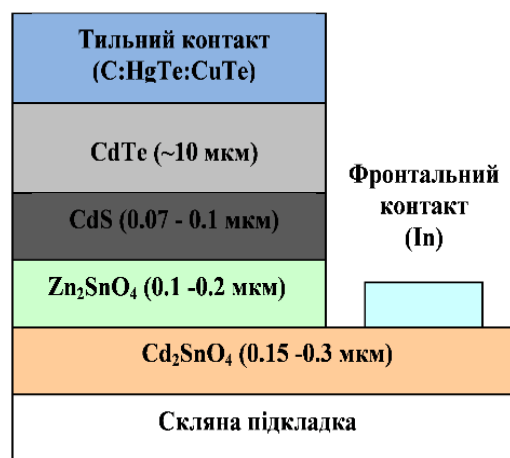 Тильний контакт
(C:HgTe:CuTe)
CdTe (~10 мкм)
Фронтальний
контакт
(In)
CdS (0.07 - 0.1 мкм)
Zn₂SnO₄ (0.1 -0.2 мкм)
Cd₂SnO₄ (0.15 -0.3 мкм)
Скляна підкладка